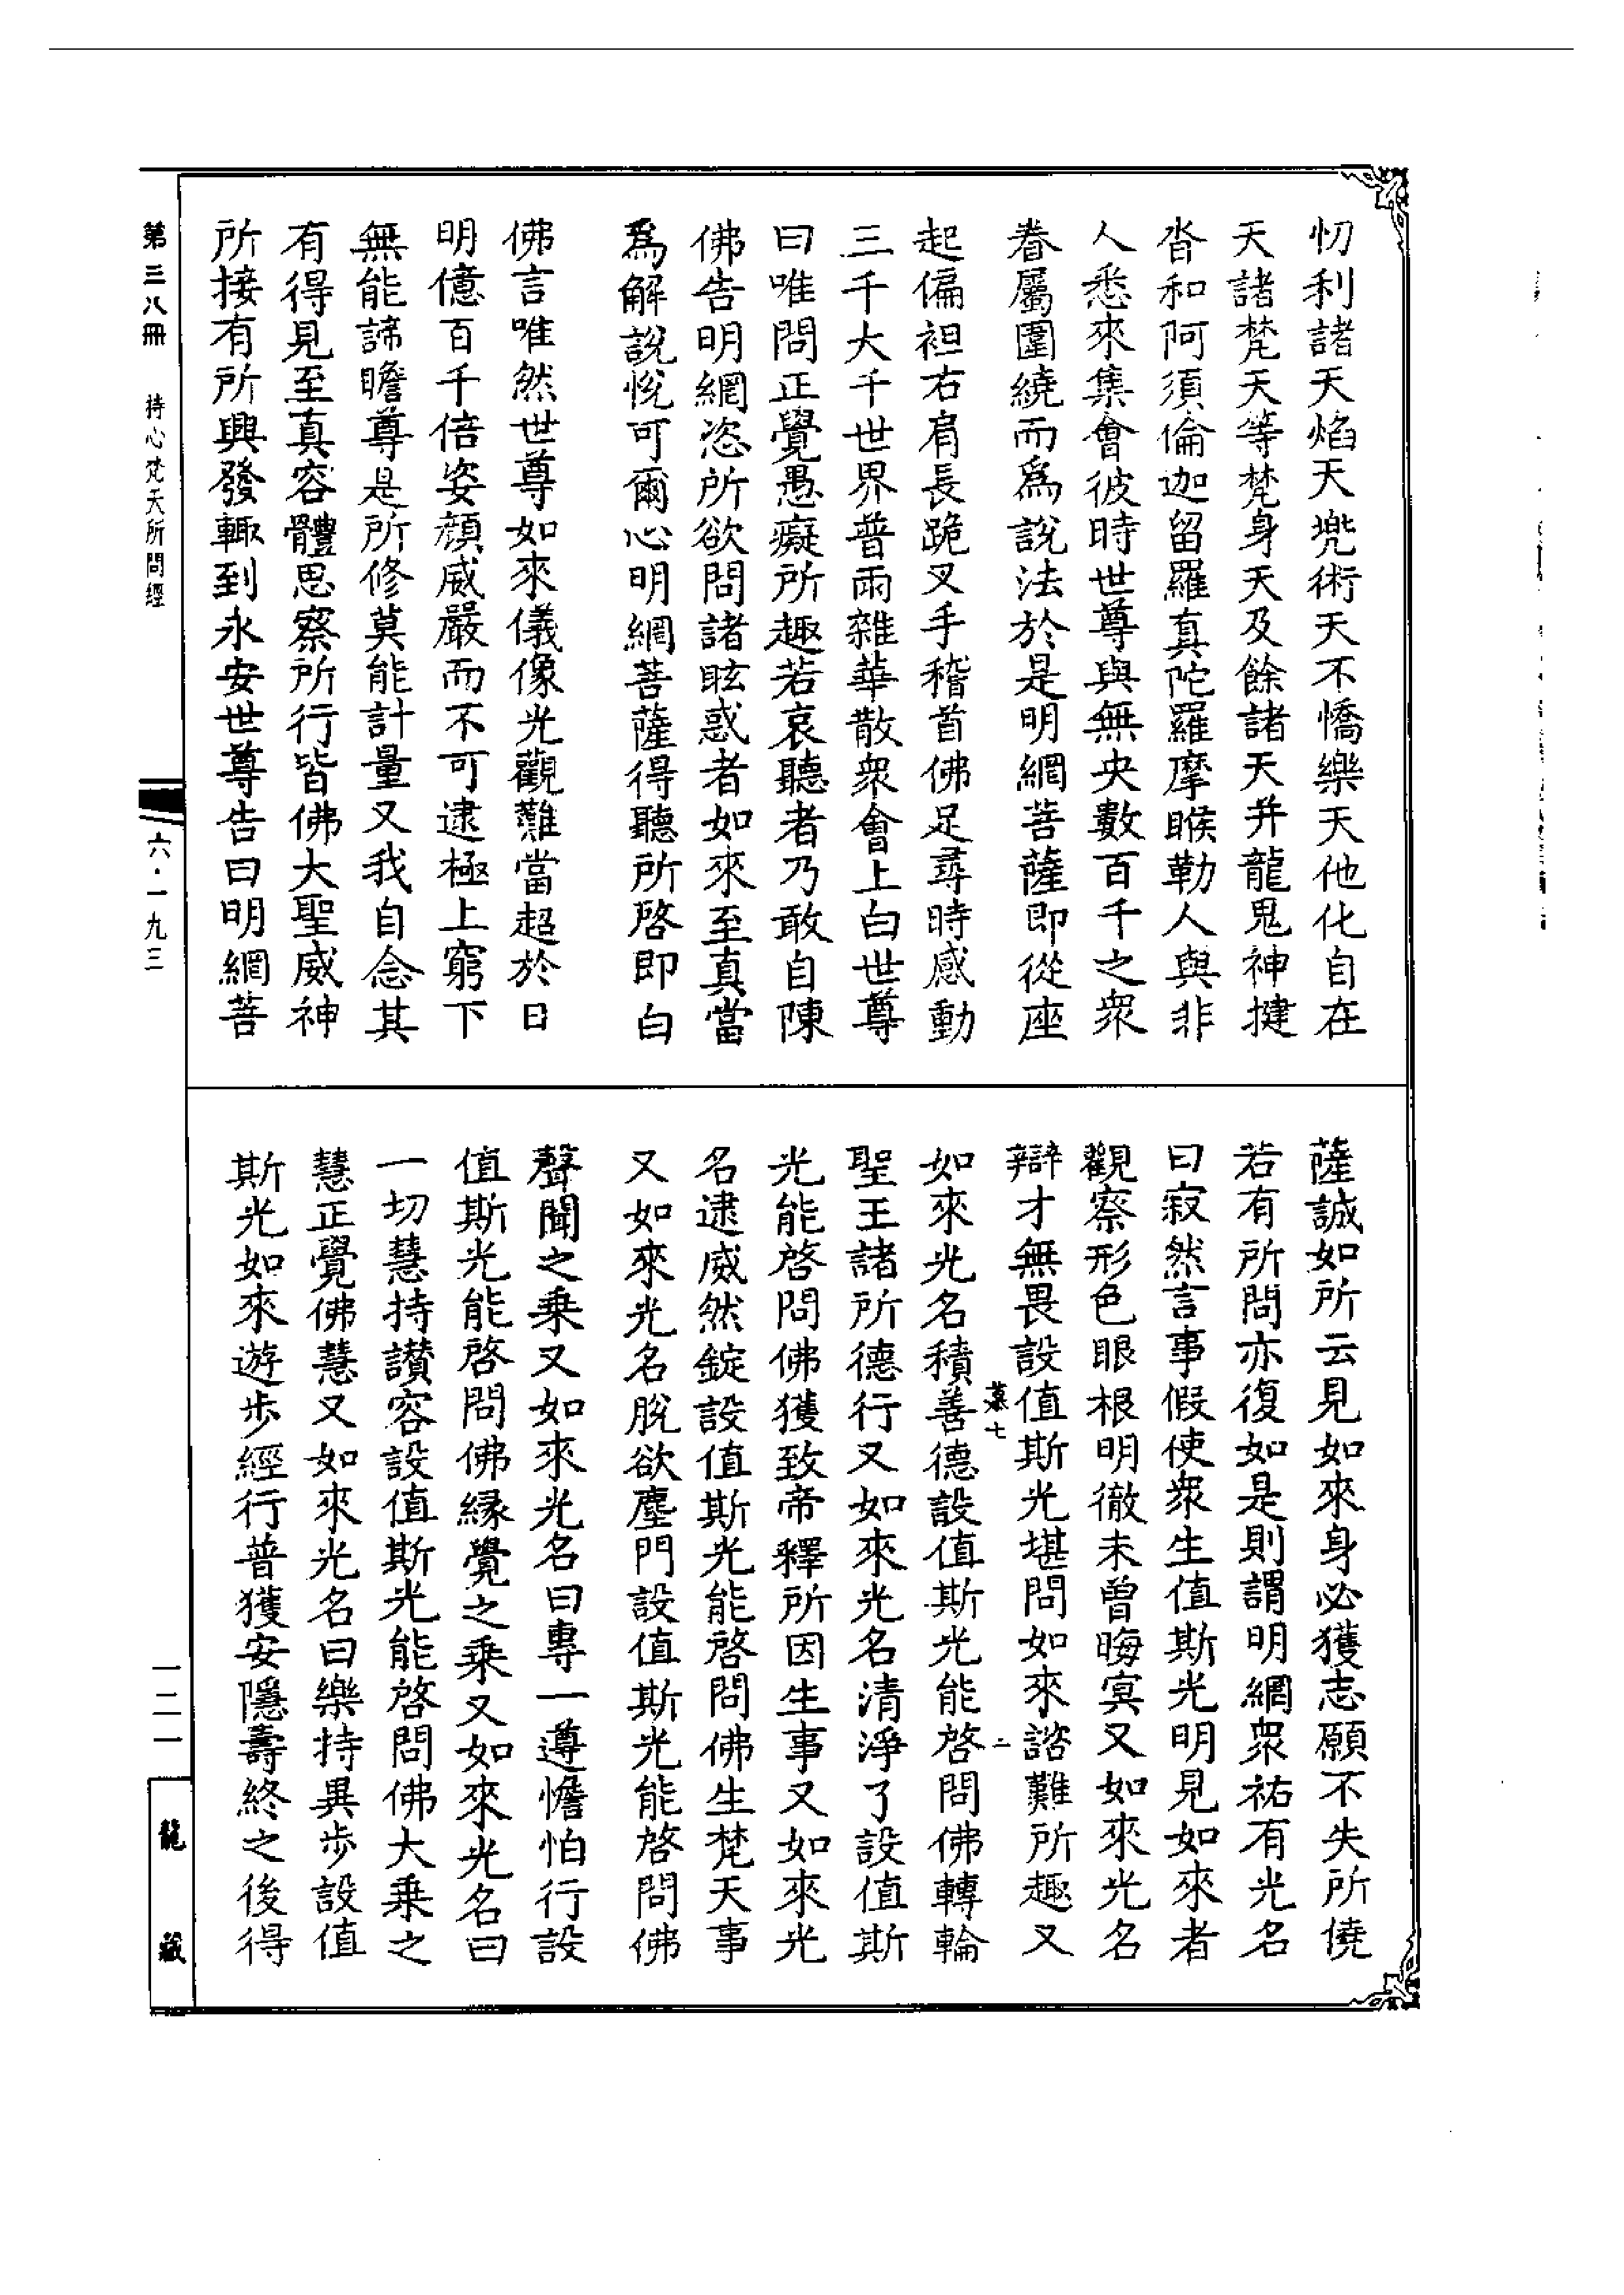 忉利諸天焰天兠術天不憍樂天他化自在
天諸梵天等梵身天及餘諸天并龍鬼神揵
沓和阿須倫迦留羅真陀羅摩睺勒人與非
人悉來集會彼時世尊與無央數百千之衆
眷屬圍繞而爲說法於是明網菩薩即從座
起偏袒右肩長跪叉手稽首佛足尋時感動
三千大千世界普雨雜華散衆會上白世尊
曰唯問正覺愚癡所趣若哀聽者乃敢自陳
佛告明網恣所欲問諸眩惑者如來至真當
爲解說悅可爾心明網菩薩得聽所啓即白
佛言唯然世尊如來儀像光觀難當超於日
明億百千倍姿顏威嚴而不可逮極上窮下
無能諦瞻尊是所修莫能計量又我自念其
有得見至真容體思察所行皆佛大聖威神
所接有所興發輙到永安世尊告曰明網菩
薩誠如所云見如來身必獲志願不失所僥
若有所問亦復如是則謂明網衆祐有光名
曰寂然言事假使衆生值斯光明見如來者
觀察形色眼根明徹未曾晦冥又如來光名
辯才無畏設值斯光堪問如來諮難所趣又
慕七
二
如來光名積善德設值斯光能啓問佛轉輪
聖王諸所德行又如來光名清淨了設值斯
光能啓問佛獲致帝釋所因生事又如來光
名逮威然錠設值斯光能啓問佛生梵天事
又如來光名脫欲塵門設值斯光能啓問佛
聲聞之乗又如來光名曰專一遵憺怕行設
值斯光能啓問佛縁覺之乗又如來光名曰
一切慧持讃容設值斯光能啓問佛大乗之
慧正覺佛慧又如來光名曰樂持異步設值
斯光如來遊步經行普獲安隱壽終之後得
第三八冊
持心梵天所問經
六·一九三
一二一
龍藏